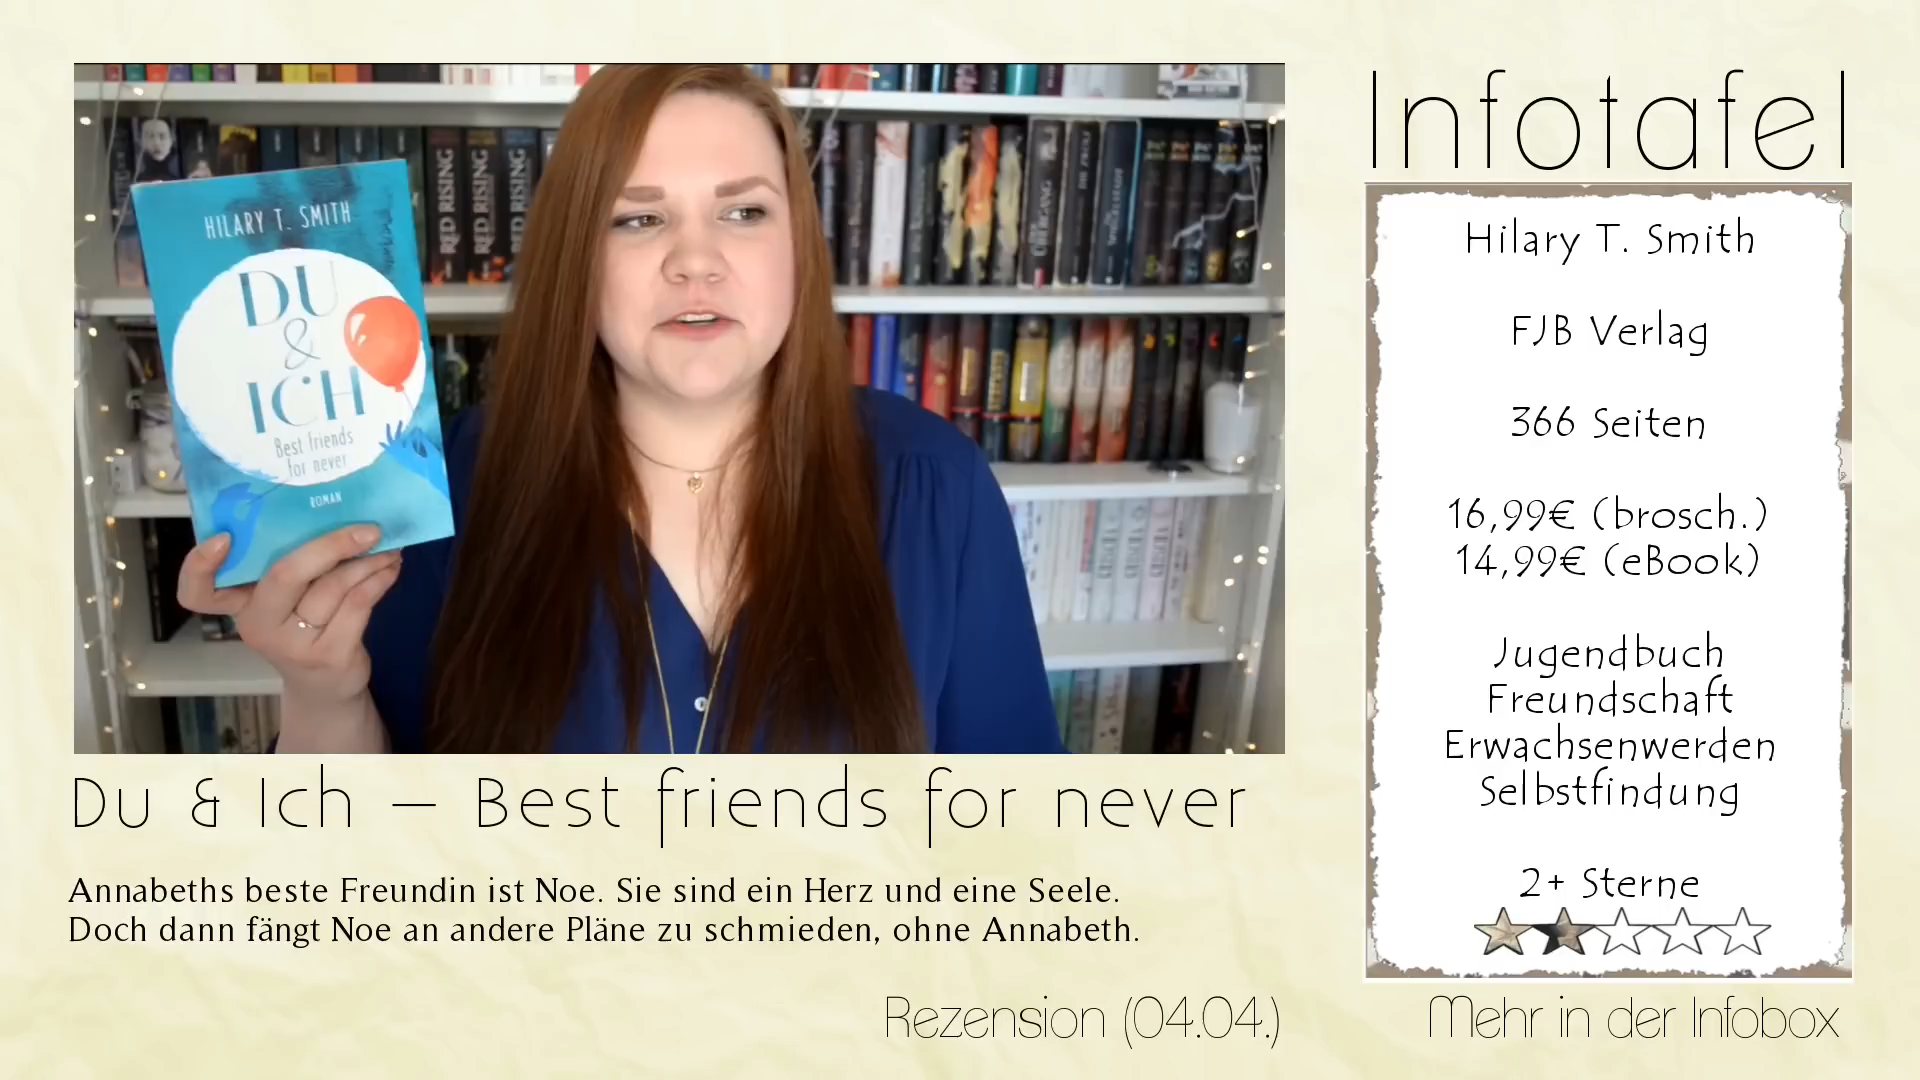 HILARY T. SMITH
DU
&
ICH
Best friends
for never
ROMAN
RED RISING
RED RISING
RED RISING
Du & Ich – Best friends for never
Annabeths beste Freundin ist Noe. Sie sind ein Herz und eine Seele.
Doch dann fängt Noe an andere Pläne zu schmieden, ohne Annabeth.
Rezension (04.04.)
Infotafel
Hilary T. Smith
FJB Verlag
366 Seiten
16,99€ (brosch.)
14,99€ (eBook)
Jugendbuch
Freundschaft
Erwachsenwerden
Selbstfindung
2+ Sterne
Mehr in der Infobox